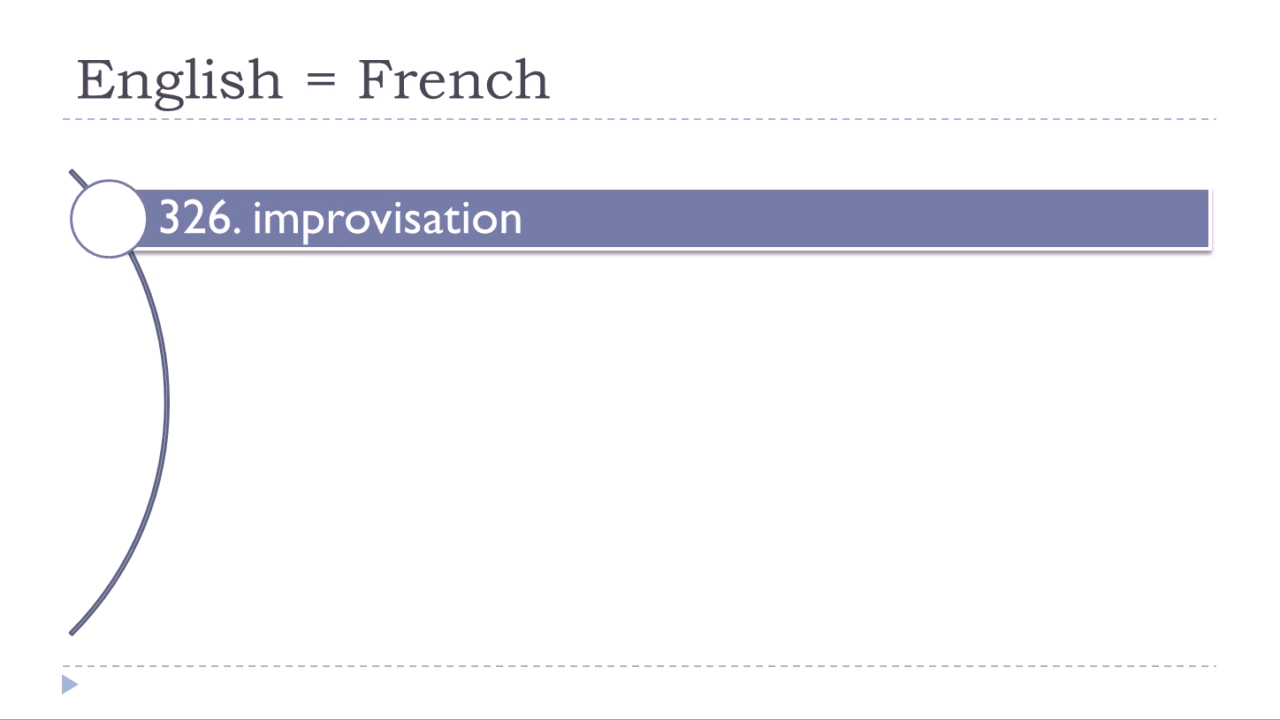 English = French
326. improvisation